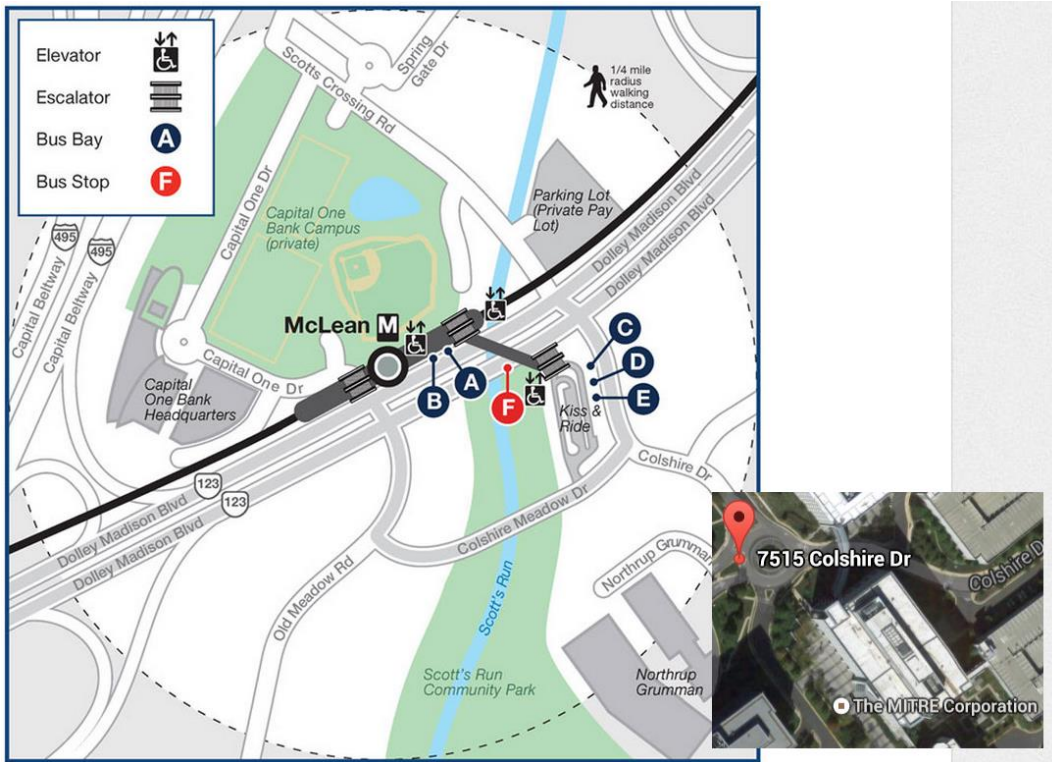 Elevator
Escalator
Bus Bay
A
Bus Stop
F
Spring
Gate Dr
Scotts Crossing Rd
1/4 mile
radius
walking
distance
Capital One Dr
495
495
Capital Beltway
Capital Beltway
Capital One
Bank Campus
(private)
Parking Lot
(Private Pay
Lot)
Dolley Madison Blvd
Dolley Madison Blvd
McLean M
Capital One Dr
Capital
One Bank
Headquarters
A
B
C
D
E
F
Kiss &
Ride
Colshire Dr
123
123
Dolley Madison Blvd
Dolley Madison Blvd
Colshire Meadow Dr
Old Meadow Rd
Scott's Run
Northrup Grumman
Scott's Run
Community Park
Northrup
Grumman
7515 Colshire Dr
Colshire D
The MITRE Corporation